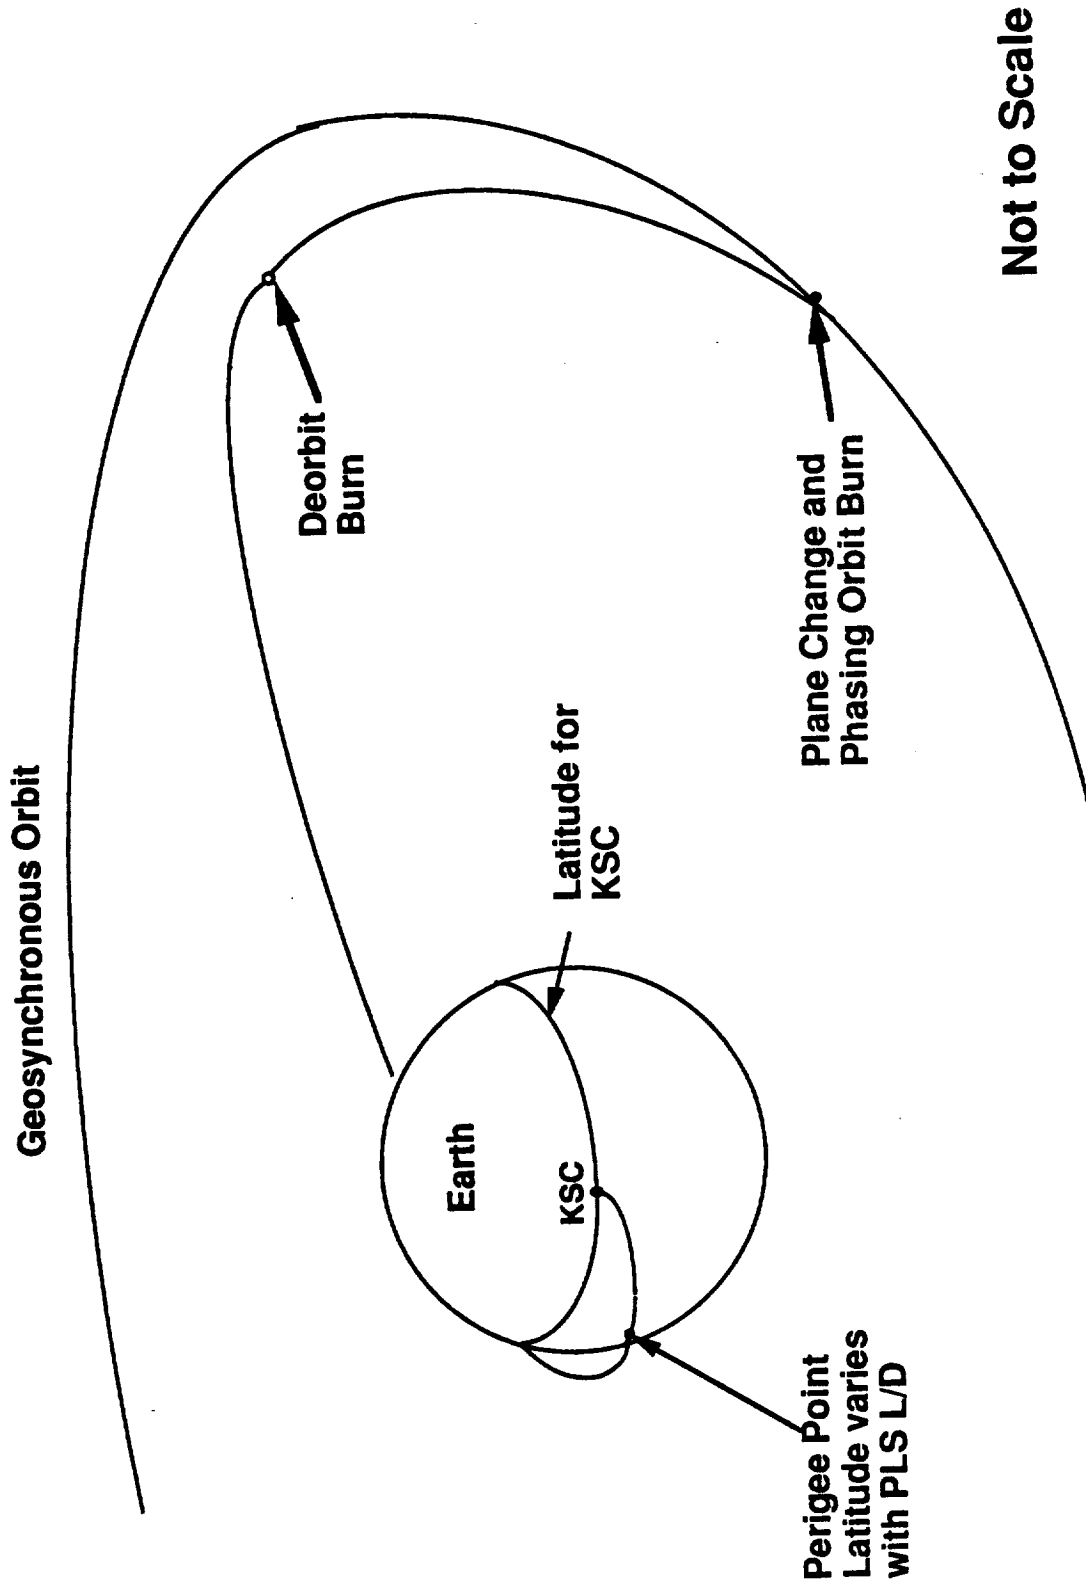 Geosynchronous Orbit
Deorbit
Burn
Earth
Latitude for
KSC
KSC
Plane Change and
Phasing Orbit Burn
Perigee Point
Latitude varies
with PLS L/D
Not to Scale